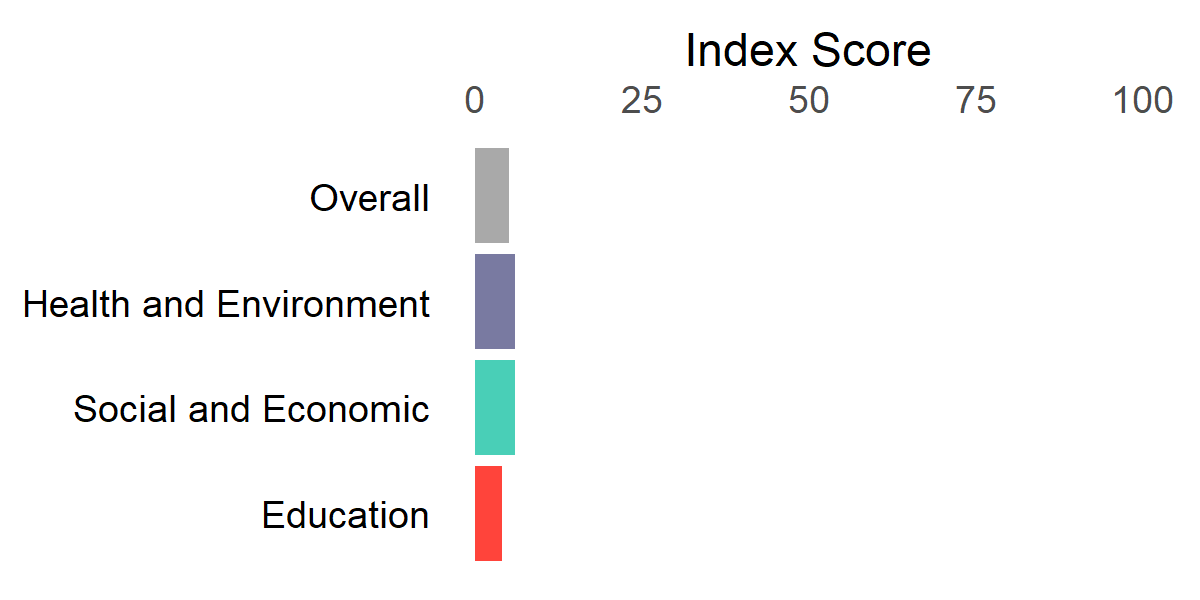 Index Score
0 25 50 75 100
Overall
Health and Environment
Social and Economic
Education